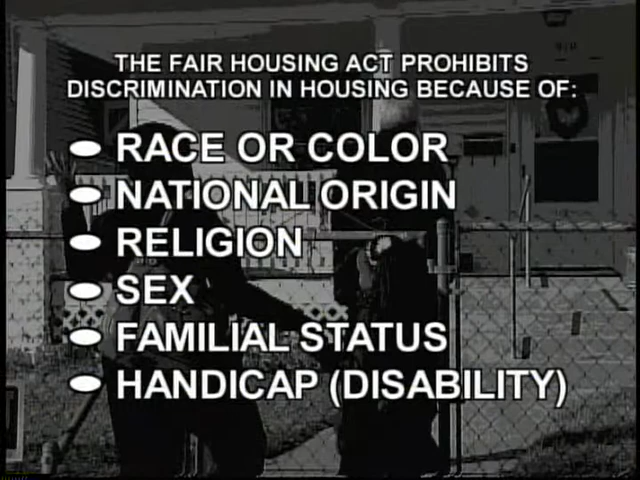 THE FAIR HOUSING ACT PROHIBITS
DISCRIMINATION IN HOUSING BECAUSE OF:
RACE OR COLOR
NATIONAL ORIGIN
RELIGION
SEX
FAMILIAL STATUS
HANDICAP (DISABILITY)